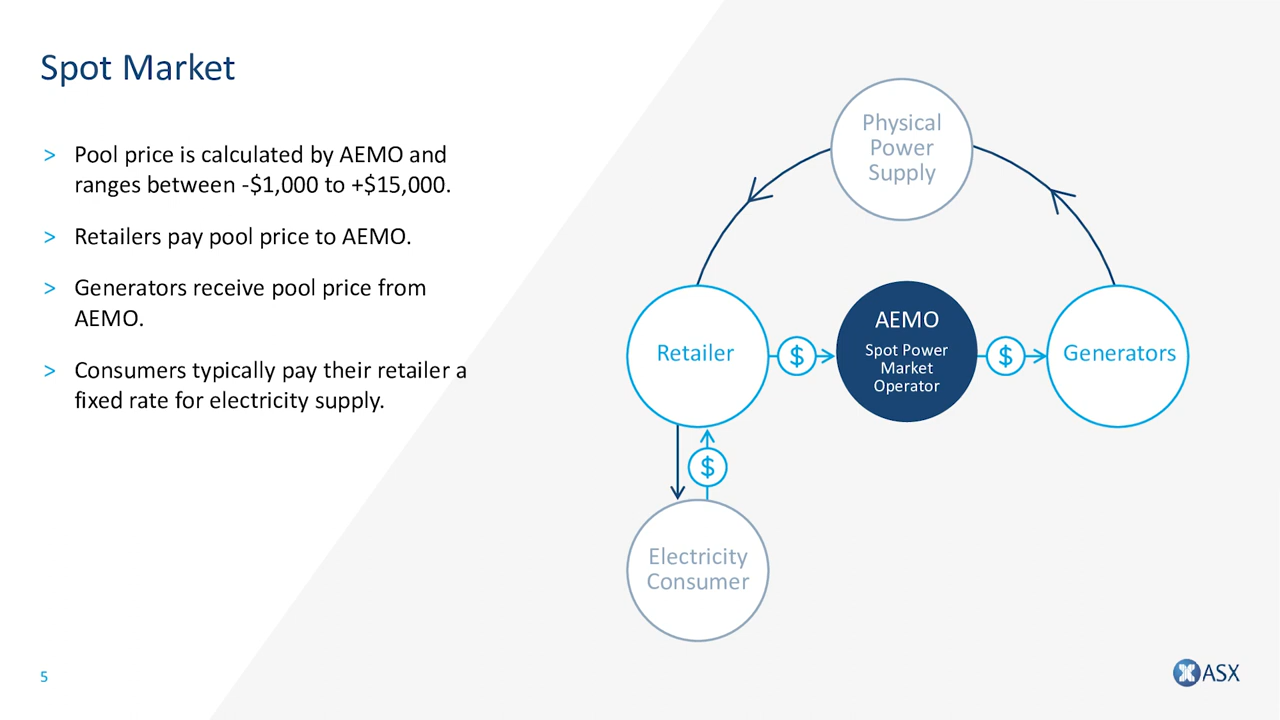 Spot Market
> Pool price is calculated by AEMO and
ranges between -$1,000 to +$15,000.
> Retailers pay pool price to AEMO.
> Generators receive pool price from
AEMO.
> Consumers typically pay their retailer a
fixed rate for electricity supply.
Physical
Power
Supply
Retailer
$
AEMO
Spot Power
Market
Operator
$
Generators
$
Electricity
Consumer
5
ASX